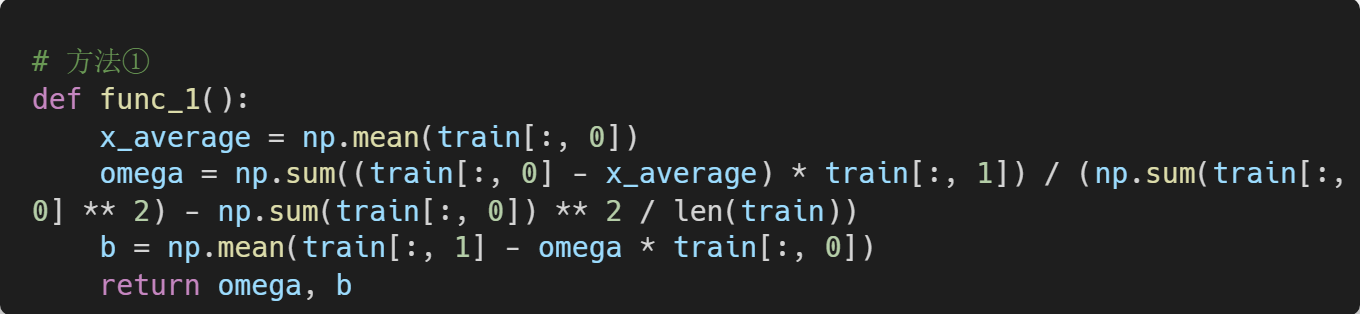 # 方法①
def func_1():
    x_average = np.mean(train[:, 0])
    omega = np.sum((train[:, 0] - x_average) * train[:, 1]) / (np.sum(train[:,
0] ** 2) - np.sum(train[:, 0]) ** 2 / len(train))
    b = np.mean(train[:, 1] - omega * train[:, 0])
    return omega, b